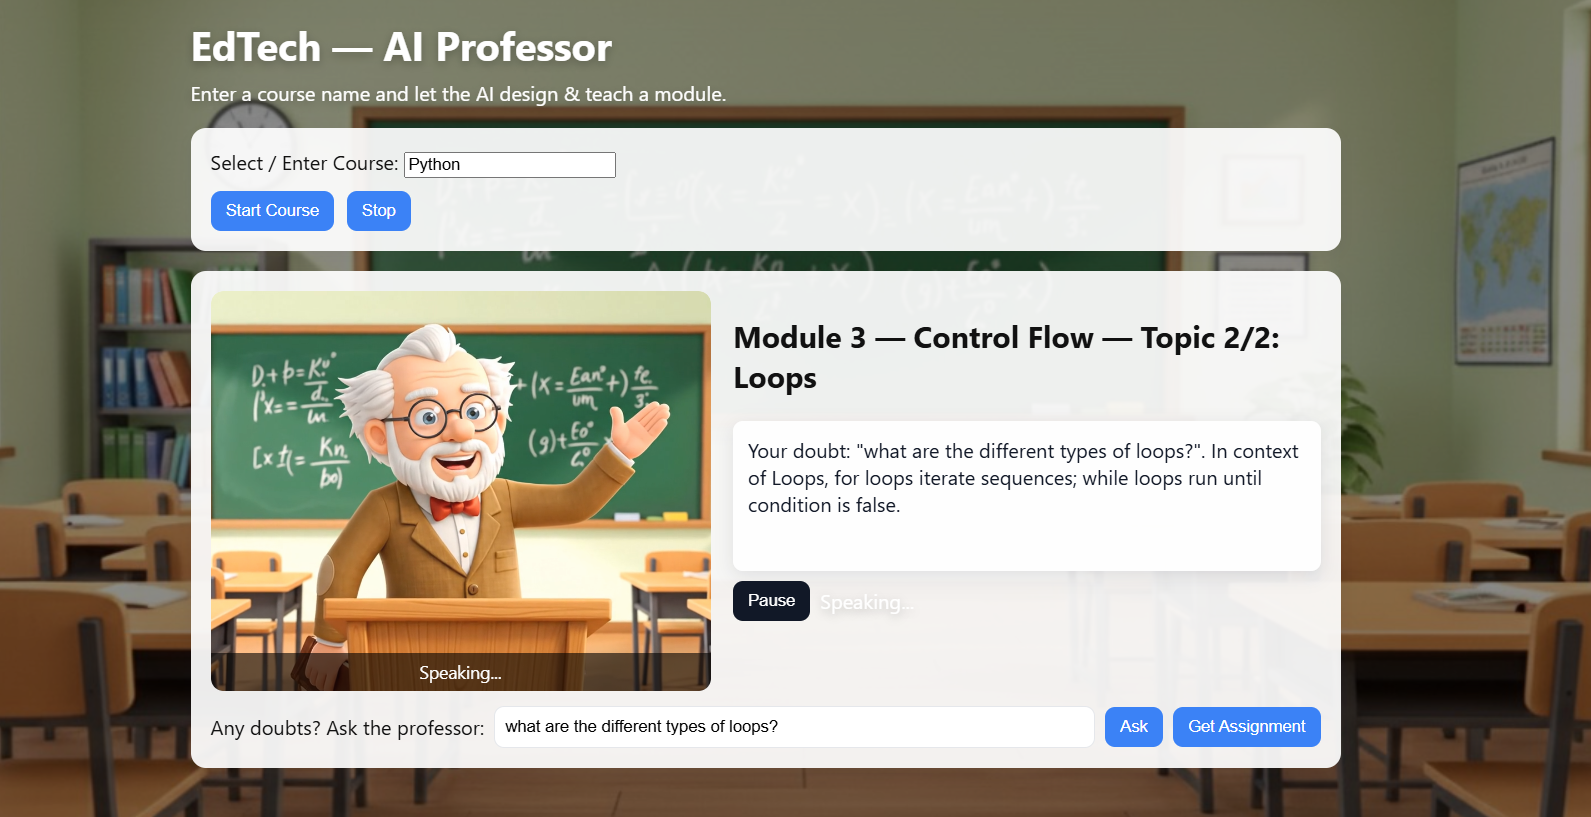 EdTech — AI Professor
Enter a course name and let the AI design & teach a module.
Select / Enter Course: Python
Start Course Stop
Module 3 — Control Flow — Topic 2/2:
Loops
Your doubt: "what are the different types of loops?". In context
of Loops, for loops iterate sequences; while loops run until
condition is false.
Pause Speaking...
Speaking...
Any doubts? Ask the professor: what are the different types of loops? Ask Get Assignment